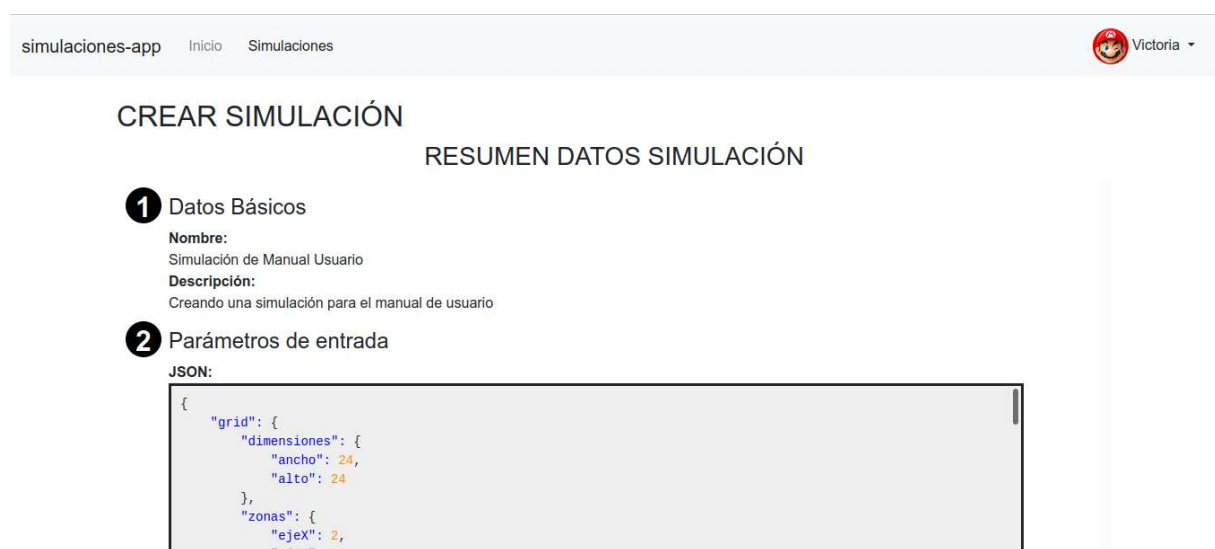 simulaciones-app Inicio Simulaciones Victoria
CREAR SIMULACIÓN
RESUMEN DATOS SIMULACIÓN
1 Datos Básicos
Nombre:
Simulación de Manual Usuario
Descripción:
Creando una simulación para el manual de usuario
2 Parámetros de entrada
JSON:
{
"grid": {
"dimensiones": {
"ancho": 24,
"alto": 24
},
"zonas": {
"ejeX": 2,